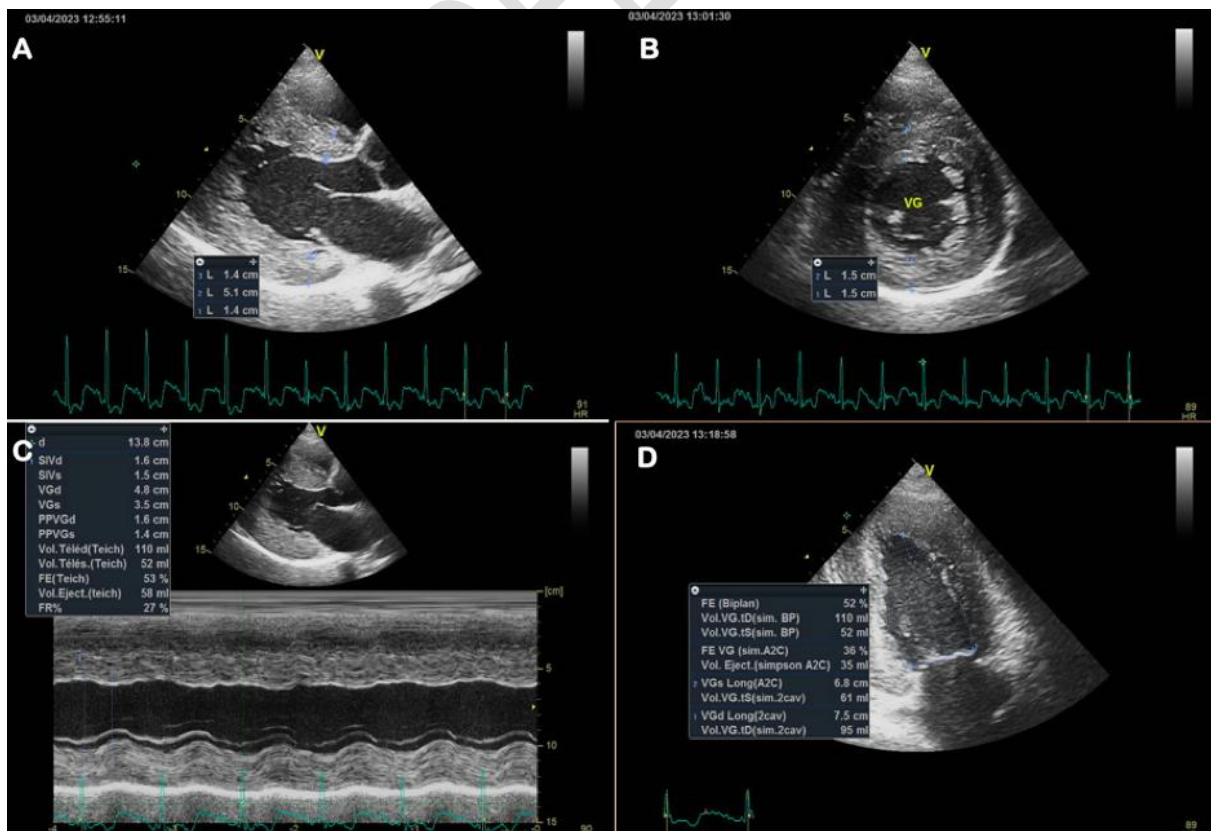 03/04/2023 12:55:11
A
V
5
10
15
3 L 1.4 cm
2 L 5.1 cm
1 L 1.4 cm
91
HR
03/04/2023 13:01:30
B
V
5
10
15
VG
2 L 1.5 cm
1 L 1.5 cm
89
HR
C
V
5
10
15
d 13.8 cm
1 SIVd 1.6 cm
SIVs 1.5 cm
VGd 4.8 cm
VGs 3.5 cm
PPVGd 1.6 cm
PPVGs 1.4 cm
Vol.Téléd(Teich) 110 ml
Vol.Télés.(Teich) 52 ml
FE(Teich) 53 %
Vol.Eject.(teich) 58 ml
FR% 27 %
[cm]
5
10
15
-2
-0
90
03/04/2023 13:18:58
D
V
5
FE (Biplan) 52 %
Vol.VG.tD(sim. BP) 110 ml
Vol.VG.tS(sim. BP) 52 ml
FE VG (sim.A2C) 36 %
Vol. Eject.(simpson A2C) 35 ml
2 VGs Long(A2C) 6.8 cm
Vol.VG.tS(sim.2cav) 61 ml
1 VGd Long(2cav) 7.5 cm
Vol.VG.tD(sim.2cav) 95 ml
89